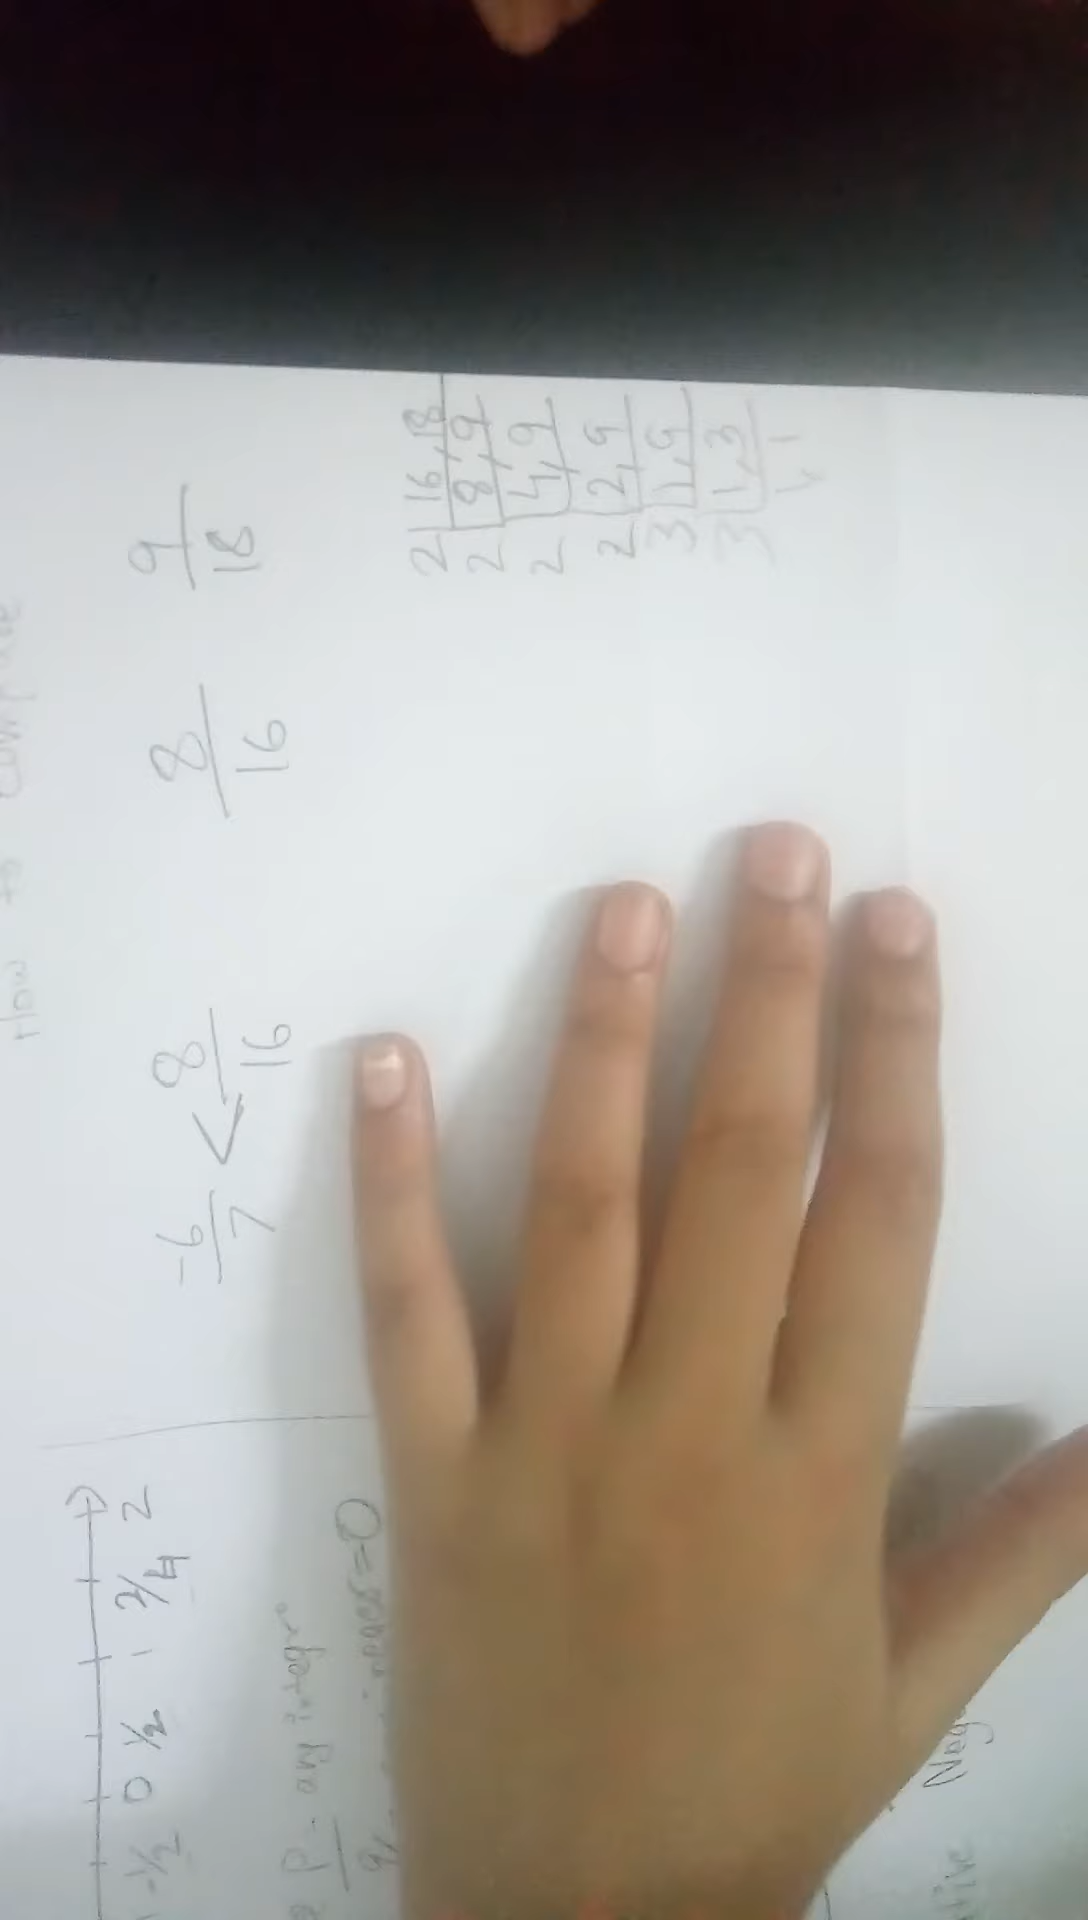 How to compare
-6/7 < 8/16 8/16 9/18
2 | 16, 18
2 | 8, 9
2 | 4, 9
2 | 2, 9
3 | 1, 9
3 | 1, 3
1, 1
-1/2 0 1/2 1 3/4 2
P - any integer
q
=0
Neg
tive